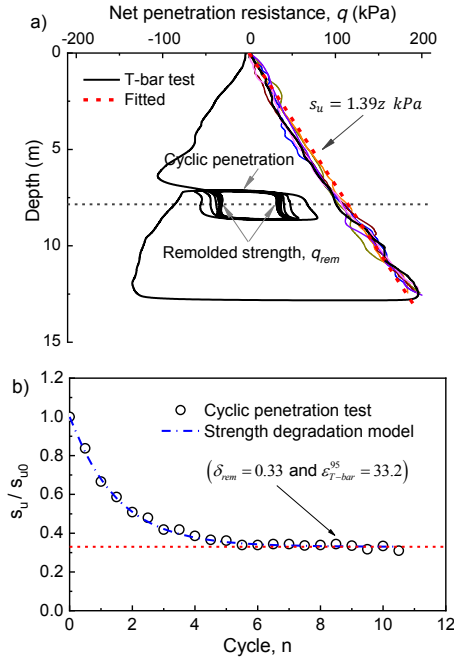 a)
Net penetration resistance, q (kPa)
-200 -100 0 100 200
T-bar test
Fitted
s_u = 1.39z kPa
Cyclic penetration
Remolded strength, q_rem
Depth (m)
0
5
10
15
b)
s_u / s_u0
1.2
1.0
0.8
0.6
0.4
0.2
0.0
Cyclic penetration test
Strength degradation model
(δ_rem = 0.33 and ε^95_T-bar = 33.2)
0 2 4 6 8 10 12
Cycle, n